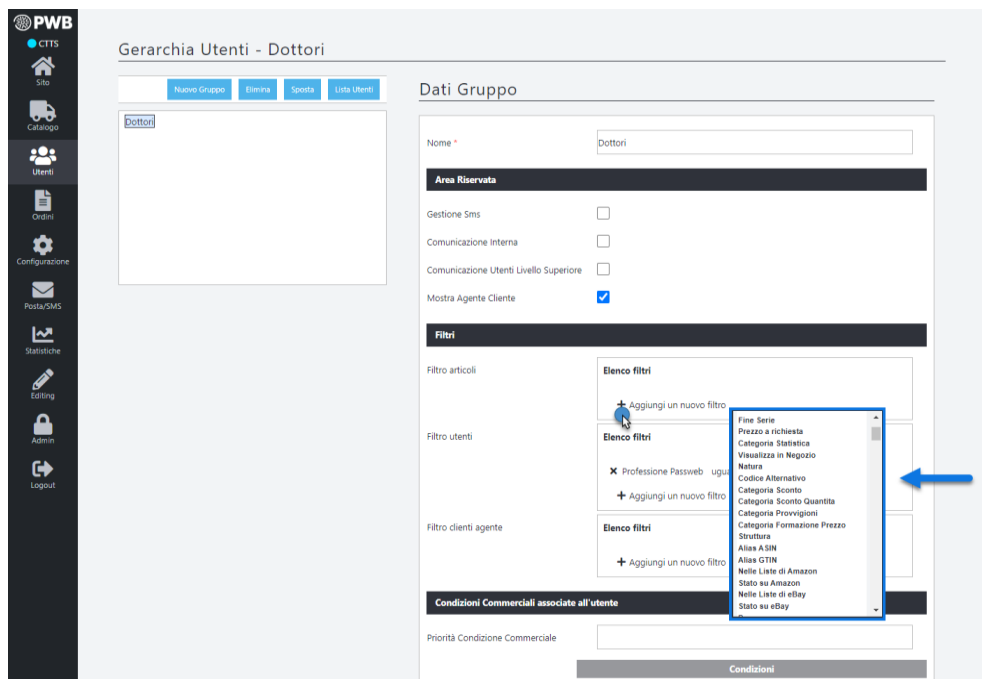 PWB
CTTS
Sito
Catalogo
Utenti
Ordini
Configurazione
Posta/SMS
Statistiche
Editing
Admin
Logout
Gerarchia Utenti - Dottori
Nuovo Gruppo Elimina Sposta Lista Utenti
Dottori
Dati Gruppo
Nome * Dottori
Area Riservata
Gestione Sms
Comunicazione Interna
Comunicazione Utenti Livello Superiore
Mostra Agente Cliente
Filtri
Filtro articoli Elenco filtri
+ Aggiungi un nuovo filtro
Filtro utenti Elenco filtri
Professione Passweb ugua
+ Aggiungi un nuovo filtro
Filtro clienti agente Elenco filtri
+ Aggiungi un nuovo filtro
Fine Serie
Prezzo a richiesta
Categoria Statistica
Visualizza in Negozio
Natura
Codice Alternativo
Categoria Sconto
Categoria Sconto Quantita
Categoria Provvigioni
Categoria Formazione Prezzo
Struttura
Alias ASIN
Alias GTIN
Nelle Liste di Amazon
Stato su Amazon
Nelle Liste di eBay
Stato su eBay
Condizioni Commerciali associate all'utente
Priorità Condizione Commerciale
Condizioni